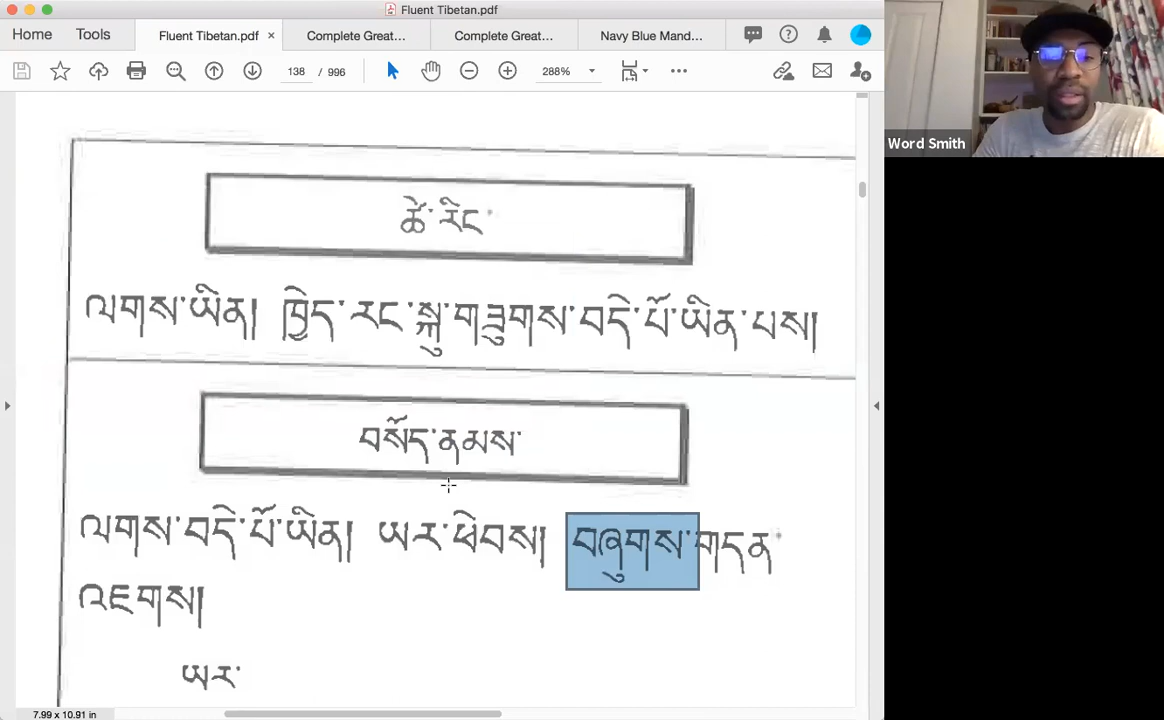 Fluent Tibetan.pdf
Home Tools Fluent Tibetan.pdf × Complete Great... Complete Great... Navy Blue Mand...
138 / 996 288%
ཚེ་རིང་
ལགས་ཡིན། ཁྱེད་རང་སྐུ་གཟུགས་བདེ་པོ་ཡིན་པས།
བསོད་ནམས་
ལགས་བདེ་པོ་ཡིན། ཡར་ཕེབས། བཞུགས་གདན་
འཇགས།
ཡར་
7.99 x 10.91 in
Word Smith